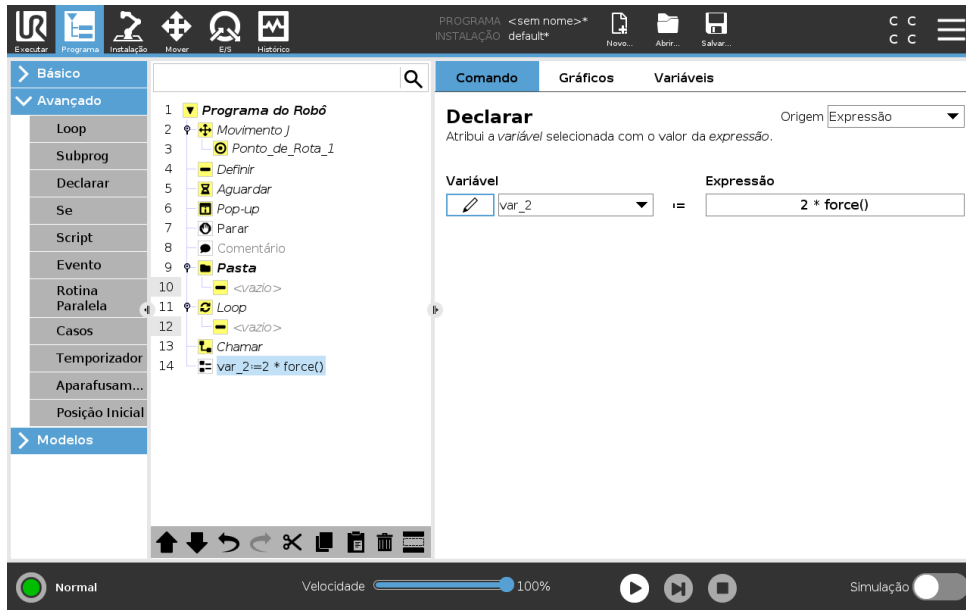 UR
PROGRAMA <sem nome>*
INSTALAÇÃO default*
C C
C C
Executar Programa Instalação Mover E/S Histórico Novo... Abrir... Salvar...
Básico
Avançado
Loop
Subprog
Declarar
Se
Script
Evento
Rotina
Paralela
Casos
Temporizador
Aparafusam...
Posição Inicial
Modelos
1 Programa do Robô
2 Movimento J
3 Ponto_de_Rota_1
4 Definir
5 Aguardar
6 Pop-up
7 Parar
8 Comentário
9 Pasta
10 <vazio>
11 Loop
12 <vazio>
13 Chamar
14 var_2:=2 * force()
Comando Gráficos Variáveis
Declarar Origem Expressão
Atribui a variável selecionada com o valor da expressão.
Variável Expressão
var_2 := 2 * force()
Normal Velocidade 100% Simulação